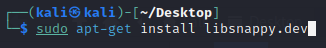 ┌──(kali㉿kali)-[~/Desktop]
└─$ sudo apt-get install libsnappy.dev